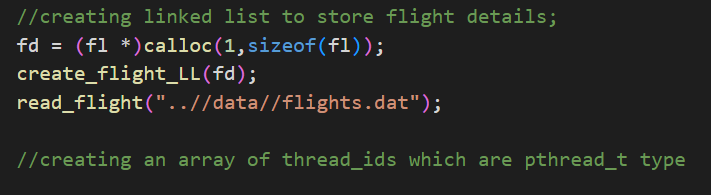 //creating linked list to store flight details;
fd = (fl *)calloc(1,sizeof(fl));
create_flight_LL(fd);
read_flight("..//data//flights.dat");
//creating an array of thread_ids which are pthread_t type